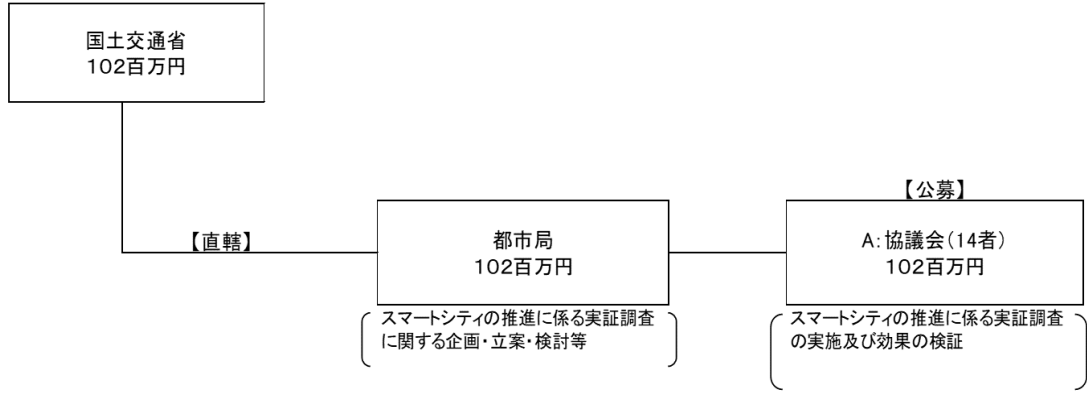 国土交通省
102百万円
【公募】
【直轄】
都市局
102百万円
A:協議会(14者)
102百万円
スマートシティの推進に係る実証調査
に関する企画・立案・検討等
スマートシティの推進に係る実証調査
の実施及び効果の検証